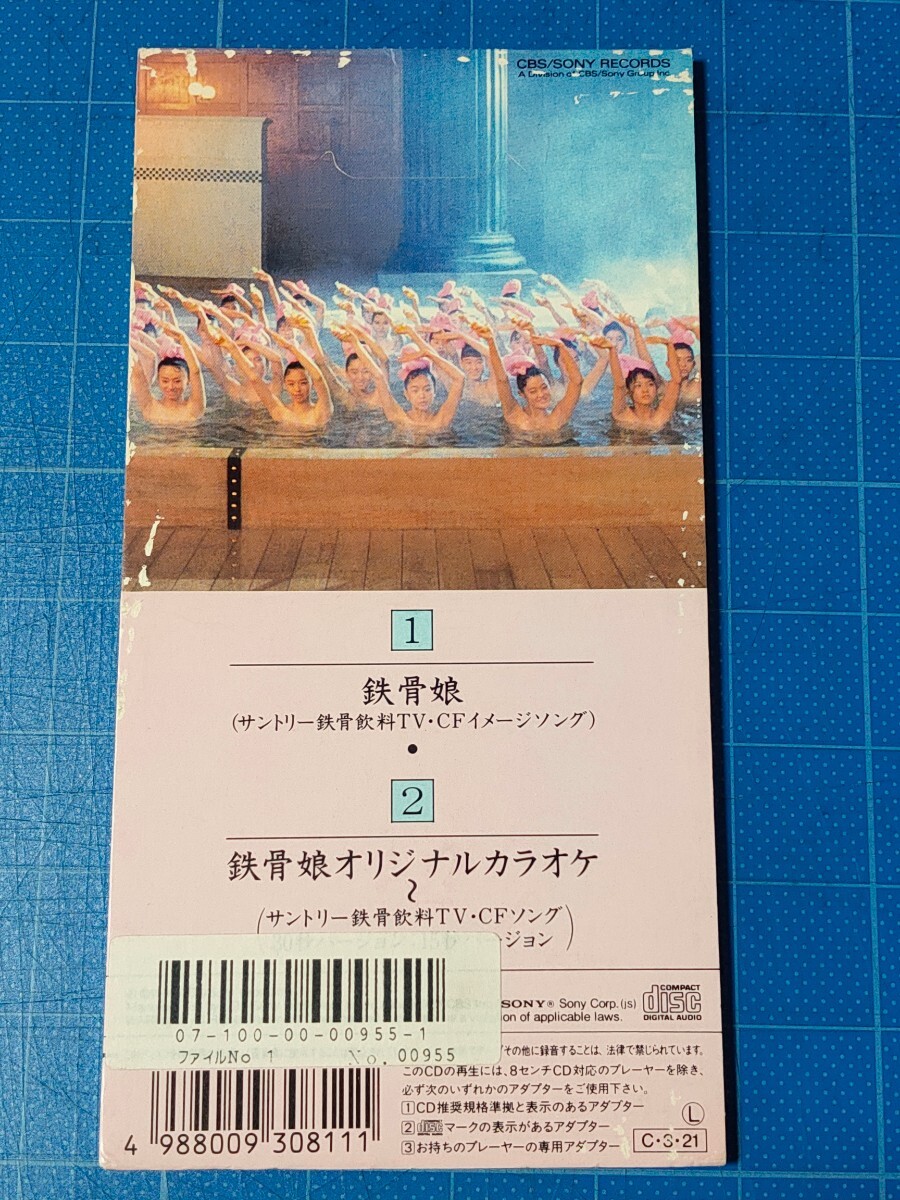 CBS/SONY RECORDS
A Division of CBS/Sony Group Inc.
1
鉄骨娘
(サントリー鉄骨飲料TV・CFイメージソング)
●
2
鉄骨娘オリジナルカラオケ
～
(サントリー鉄骨飲料TV・CFソング
ージョン)
SONY® Sony Corp. (js)
on of applicable laws.
COMPACT
disc
DIGITAL AUDIO
07-100-00-00955-1
ファイルNo 1 No. 00955
その他に録音することは、法律で禁じられています。
このCDの再生には、8センチCD対応のプレーヤーを除き、
必ず次のいずれかのアダプターをご使用下さい。
1 CD推奨規格準拠と表示のあるアダプター
2 disc マークの表示があるアダプター
3 お持ちのプレーヤーの専用アダプター
L
C・3・21
4 988009 308111